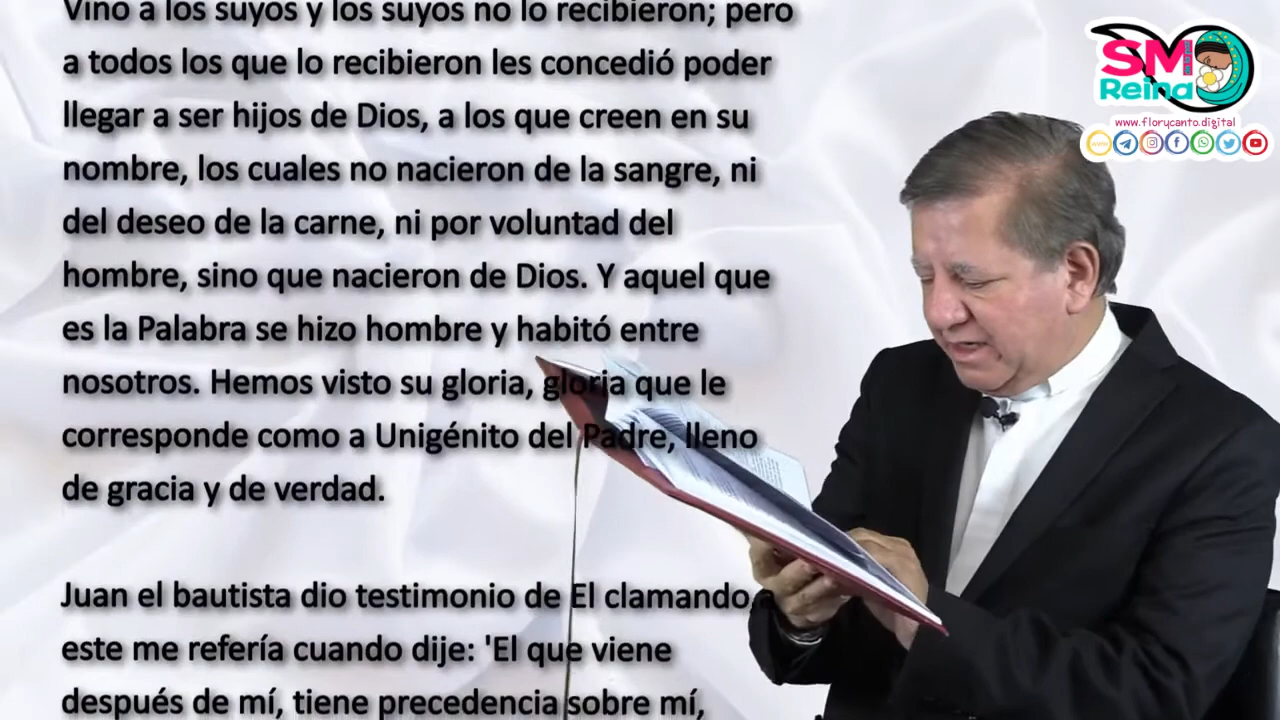 Vino a los suyos y los suyos no lo recibieron; pero
a todos los que lo recibieron les concedió poder
llegar a ser hijos de Dios, a los que creen en su
nombre, los cuales no nacieron de la sangre, ni
del deseo de la carne, ni por voluntad del
hombre, sino que nacieron de Dios. Y aquel que
es la Palabra se hizo hombre y habitó entre
nosotros. Hemos visto su gloria, gloria que le
corresponde como a Unigénito del Padre, lleno
de gracia y de verdad.
Juan el bautista dio testimonio de El clamando,
este me refería cuando dije: 'El que viene
después de mí, tiene precedencia sobre mí,
SM
Reina
www.florycanto.digital